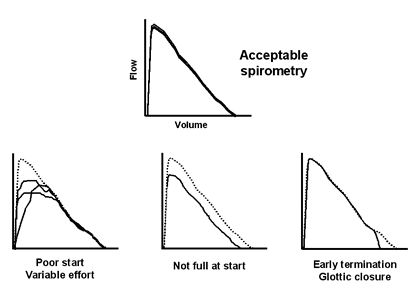 Flow
Acceptable
spirometry
Volume
Poor start
Variable effort
Not full at start
Early termination
Glottic closure